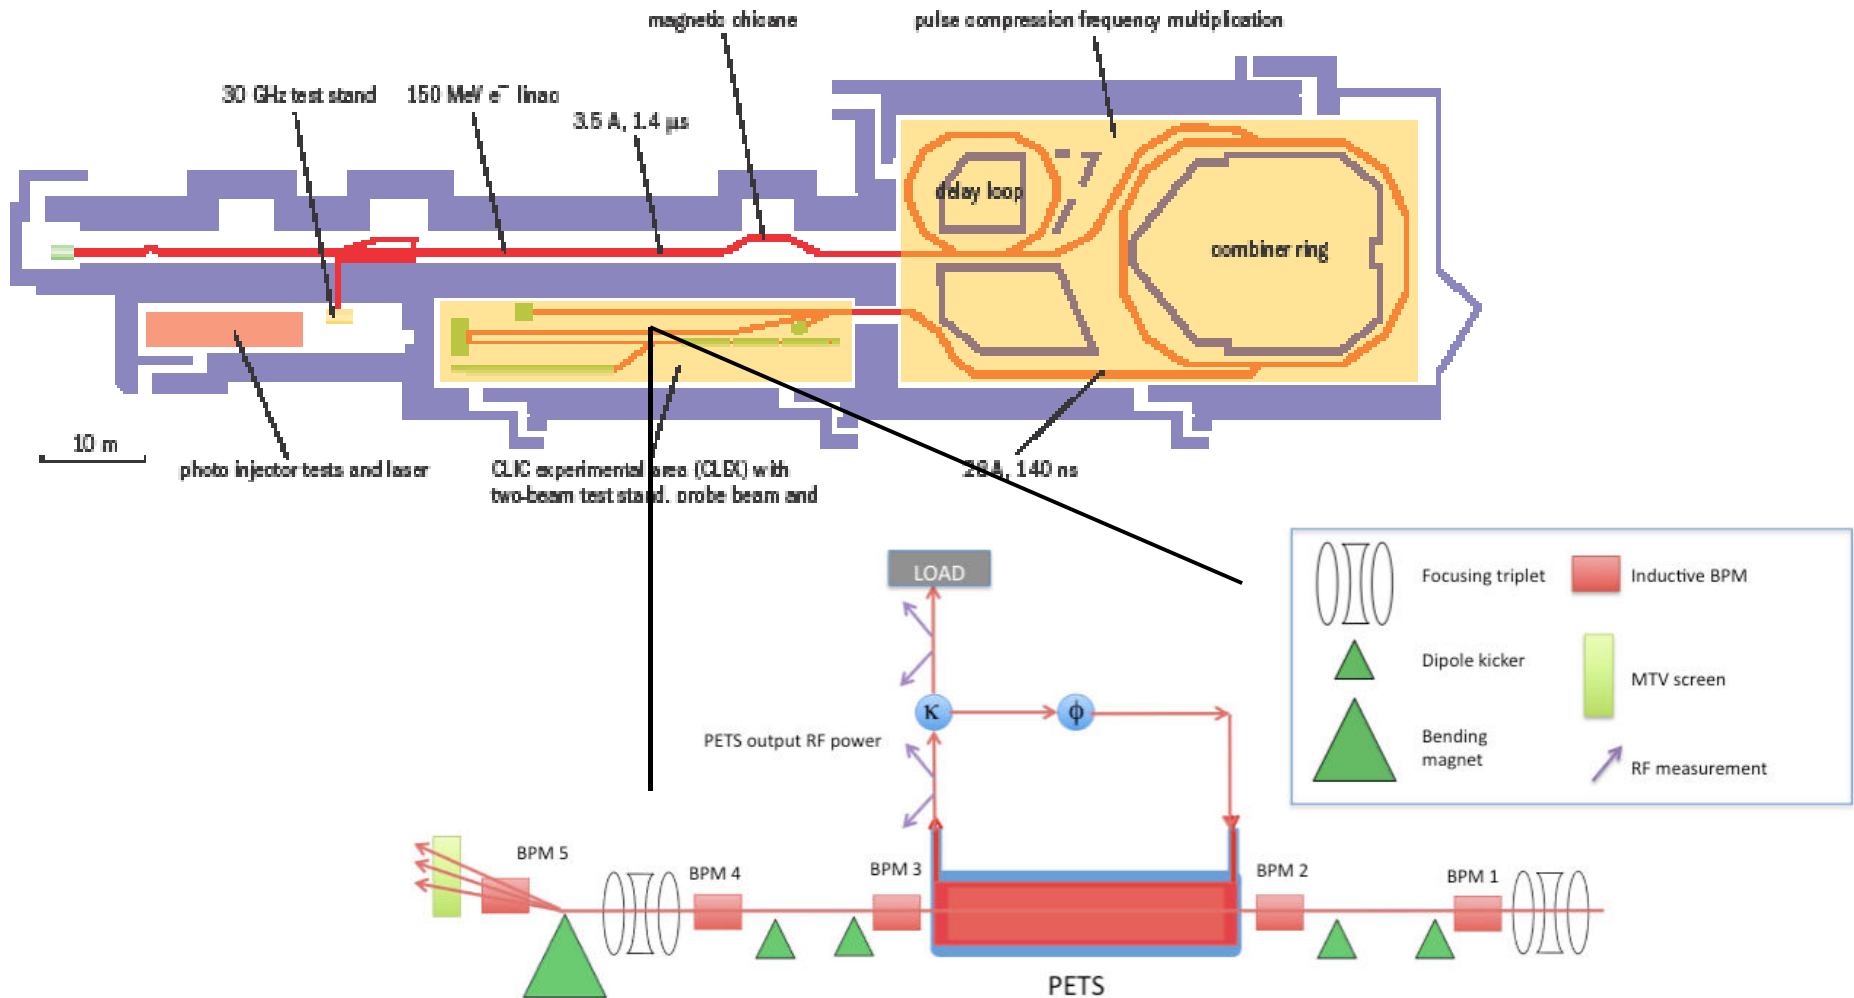 magnetic chicane
pulse compression frequency multiplication
30 GHz test stand
150 MeV e⁻ linac
3.5 A, 1.4 µs
delay loop
combiner ring
10 m
photo injector tests and laser
CLIC experimental area (CLEX) with
two-beam test stand, probe beam and
28 A, 140 ns
LOAD
κ
ϕ
PETS output RF power
Focusing triplet
Inductive BPM
Dipole kicker
MTV screen
Bending
magnet
RF measurement
BPM 5
BPM 4
BPM 3
BPM 2
BPM 1
PETS